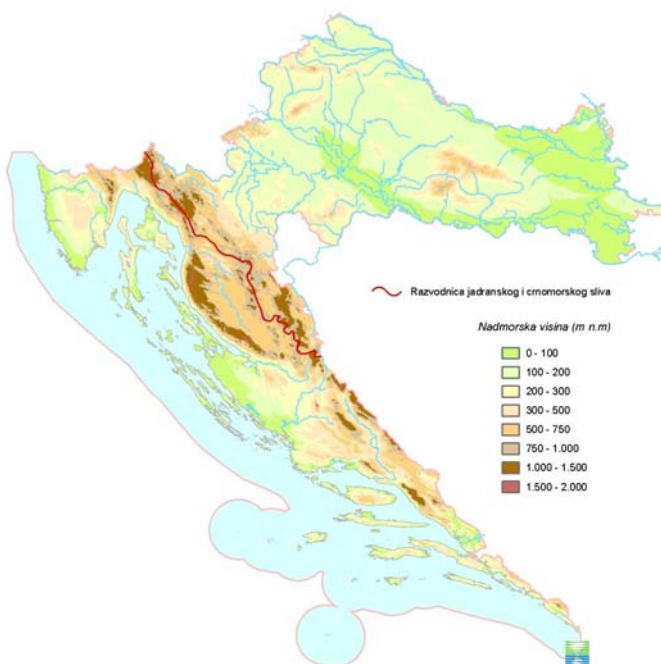 Razvodnica jadranskog i crnomorskog sliva
Nadmorska visina (m n.m)
0 - 100
100 - 200
200 - 300
300 - 500
500 - 750
750 - 1.000
1.000 - 1.500
1.500 - 2.000